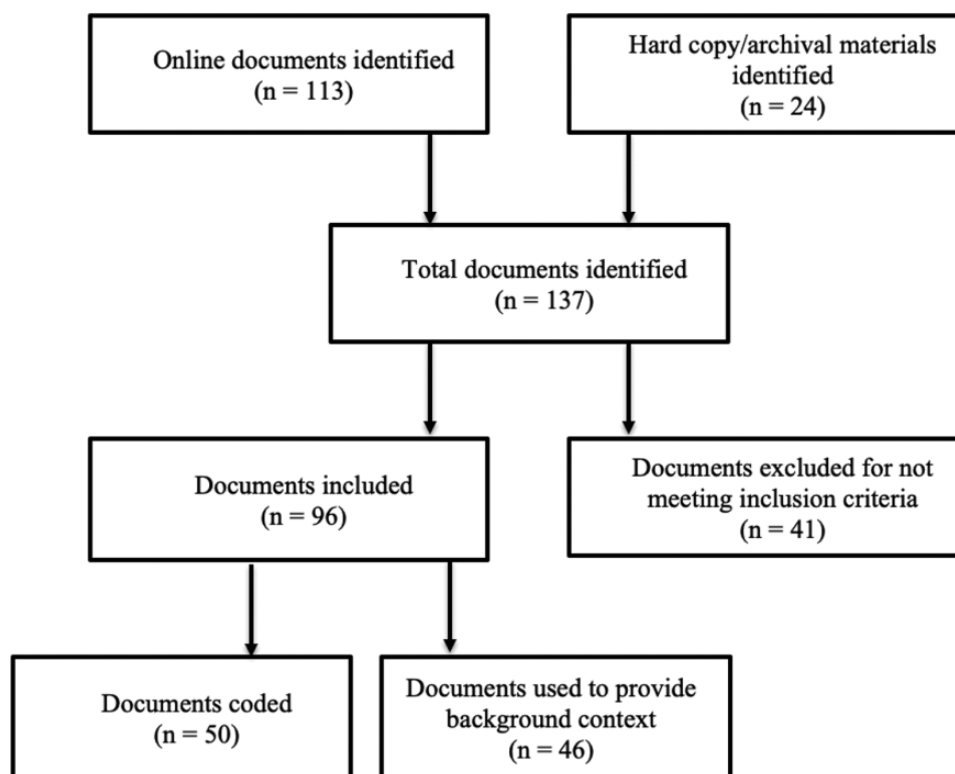 Online documents identified
(n = 113)
Hard copy/archival materials
identified
(n = 24)
Total documents identified
(n = 137)
Documents included
(n = 96)
Documents excluded for not
meeting inclusion criteria
(n = 41)
Documents coded
(n = 50)
Documents used to provide
background context
(n = 46)